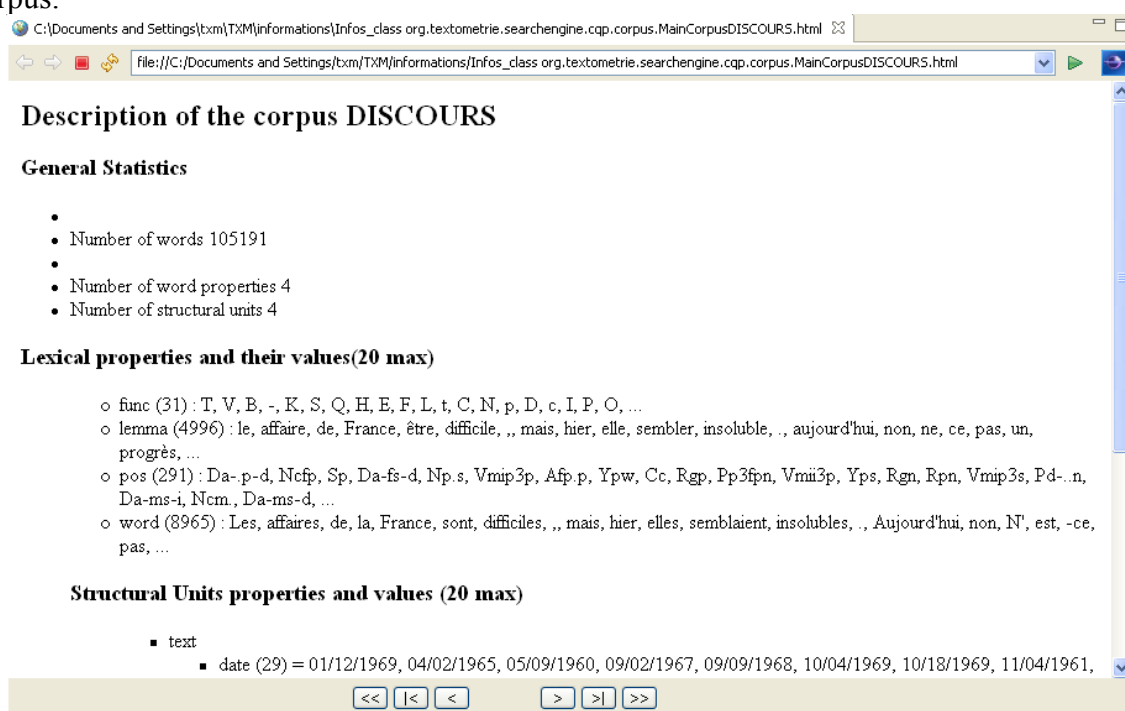 rpus.
C:\Documents and Settings\txm\TXM\informations\Infos_class org.textometrie.searchengine.cqp.corpus.MainCorpusDISCOURS.html
file://C:/Documents and Settings/txm/TXM/informations/Infos_class org.textometrie.searchengine.cqp.corpus.MainCorpusDISCOURS.html
Description of the corpus DISCOURS
General Statistics
•
• Number of words 105191
•
• Number of word properties 4
• Number of structural units 4
Lexical properties and their values(20 max)
o func (31) : T, V, B, -, K, S, Q, H, E, F, L, t, C, N, p, D, c, I, P, O, ...
o lemma (4996) : le, affaire, de, France, être, difficile, ,, mais, hier, elle, sembler, insoluble, ., aujourd'hui, non, ne, ce, pas, un,
progrès, ...
o pos (291) : Da-.p-d, Ncfp, Sp, Da-fs-d, Np.s, Vmip3p, Afp.p, Ypw, Cc, Rgp, Pp3fpn, Vmii3p, Yps, Rgn, Rpn, Vmip3s, Pd-..n,
Da-ms-i, Ncm., Da-ms-d, ...
o word (8965) : Les, affaires, de, la, France, sont, difficiles, ,, mais, hier, elles, semblaient, insolubles, ., Aujourd'hui, non, N', est, -ce,
pas, ...
Structural Units properties and values (20 max)
▪ text
▪ date (29) = 01/12/1969, 04/02/1965, 05/09/1960, 09/02/1967, 09/09/1968, 10/04/1969, 10/18/1969, 11/04/1961,
<< |< < > >| >>